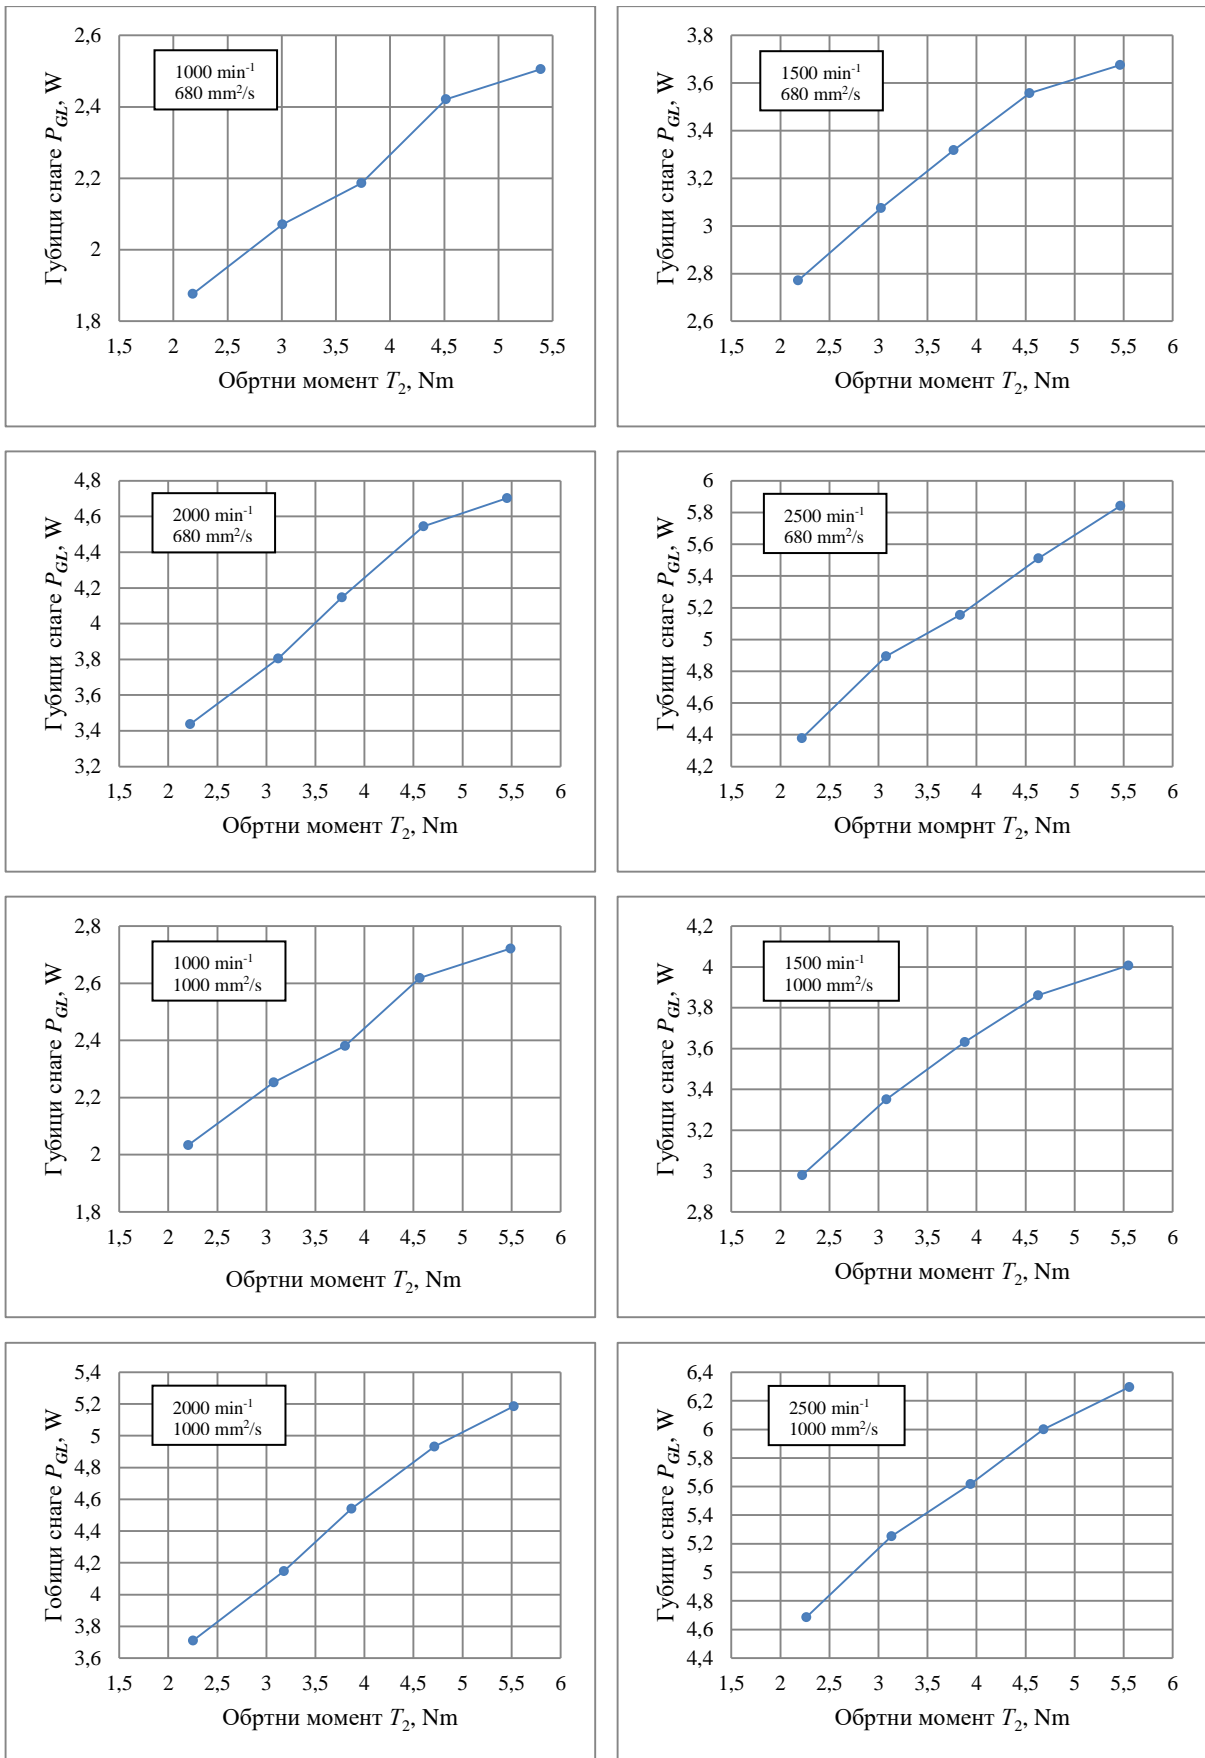 Губици снаге P_GL, W
2,6
2,4
2,2
2
1,8
1000 min⁻¹
680 mm²/s
1,5 2 2,5 3 3,5 4 4,5 5 5,5
Обртни момент T₂, Nm
Губици снаге P_GL, W
3,8
3,6
3,4
3,2
3
2,8
2,6
1500 min⁻¹
680 mm²/s
1,5 2 2,5 3 3,5 4 4,5 5 5,5 6
Обртни момент T₂, Nm
Губици снаге P_GL, W
4,8
4,6
4,4
4,2
4
3,8
3,6
3,4
3,2
2000 min⁻¹
680 mm²/s
1,5 2 2,5 3 3,5 4 4,5 5 5,5 6
Обртни момент T₂, Nm
Губици снаге P_GL, W
6
5,8
5,6
5,4
5,2
5
4,8
4,6
4,4
4,2
2500 min⁻¹
680 mm²/s
1,5 2 2,5 3 3,5 4 4,5 5 5,5 6
Обртни момрнт T₂, Nm
Губици снаге P_GL, W
2,8
2,6
2,4
2,2
2
1,8
1000 min⁻¹
1000 mm²/s
1,5 2 2,5 3 3,5 4 4,5 5 5,5 6
Обртни момент T₂, Nm
Губици снаге P_GL, W
4,2
4
3,8
3,6
3,4
3,2
3
2,8
1500 min⁻¹
1000 mm²/s
1,5 2 2,5 3 3,5 4 4,5 5 5,5 6
Обртни момент T₂, Nm
Гобици снаге P_GL, W
5,4
5,2
5
4,8
4,6
4,4
4,2
4
3,8
3,6
2000 min⁻¹
1000 mm²/s
1,5 2 2,5 3 3,5 4 4,5 5 5,5 6
Обртни момент T₂, Nm
Губици снаге P_GL, W
6,4
6,2
6
5,8
5,6
5,4
5,2
5
4,8
4,6
4,4
2500 min⁻¹
1000 mm²/s
1,5 2 2,5 3 3,5 4 4,5 5 5,5 6
Обртни момент T₂, Nm